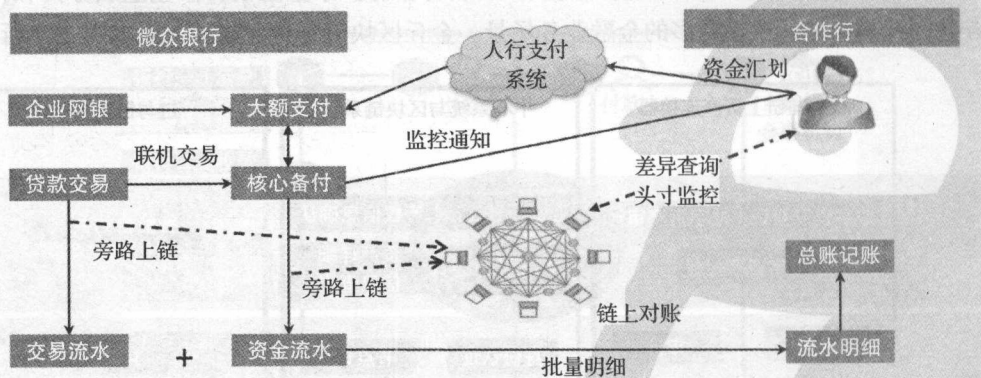 微众银行
合作行
人行支付
系统
资金汇划
企业网银
大额支付
监控通知
联机交易
贷款交易
核心备付
差异查询
头寸监控
旁路上链
旁路上链
总账记账
链上对账
交易流水
+
资金流水
流水明细
批量明细